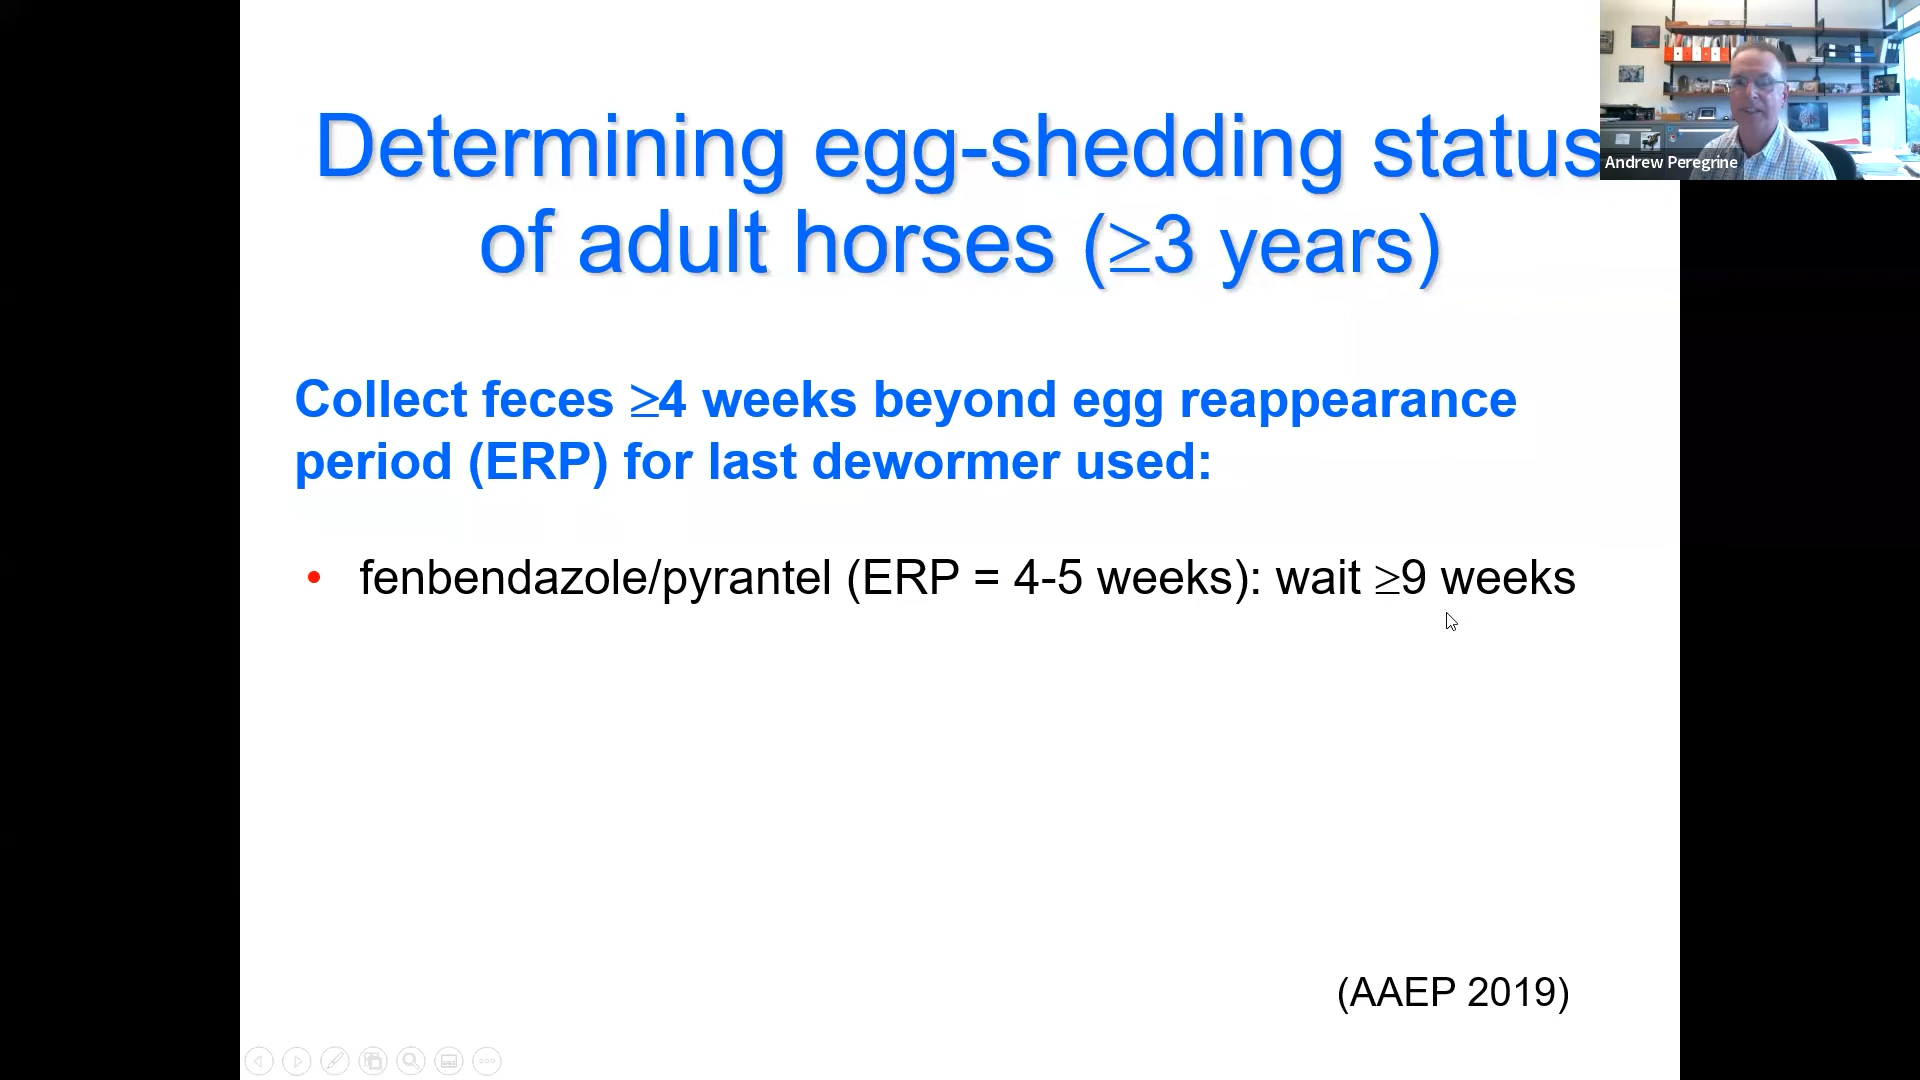 Determining egg-shedding status
of adult horses (≥3 years)
Andrew Peregrine
Collect feces ≥4 weeks beyond egg reappearance
period (ERP) for last dewormer used:
• fenbendazole/pyrantel (ERP = 4-5 weeks): wait ≥9 weeks
(AAEP 2019)